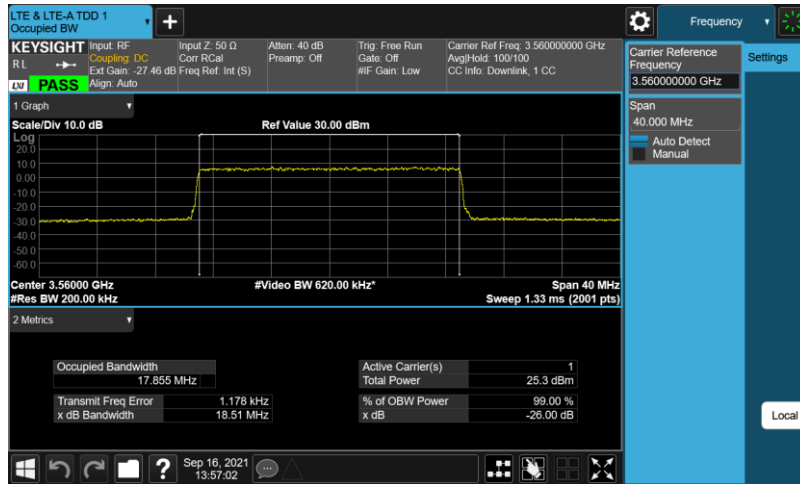 LTE & LTE-A TDD 1
Occupied BW
Frequency
KEYSIGHT
R L
LXI PASS
Input: RF
Coupling: DC
Ext Gain: -27.46 dB
Align: Auto
Input Z: 50 Ω
Corr RCal
Freq Ref: Int (S)
Atten: 40 dB
Preamp: Off
Trig: Free Run
Gate: Off
#IF Gain: Low
Carrier Ref Freq: 3.560000000 GHz
Avg|Hold: 100/100
CC Info: Downlink, 1 CC
Carrier Reference
Frequency
3.560000000 GHz
Settings
Span
40.000 MHz
Auto Detect
Manual
1 Graph
Scale/Div 10.0 dB
Ref Value 30.00 dBm
Log
20.0
10.0
0.00
-10.0
-20.0
-30.0
-40.0
-50.0
-60.0
Center 3.56000 GHz
#Video BW 620.00 kHz*
Span 40 MHz
#Res BW 200.00 kHz
Sweep 1.33 ms (2001 pts)
2 Metrics
Occupied Bandwidth
17.855 MHz
Active Carrier(s) 1
Total Power 25.3 dBm
Transmit Freq Error 1.178 kHz
x dB Bandwidth 18.51 MHz
% of OBW Power 99.00 %
x dB -26.00 dB
Local
?
Sep 16, 2021
13:57:02